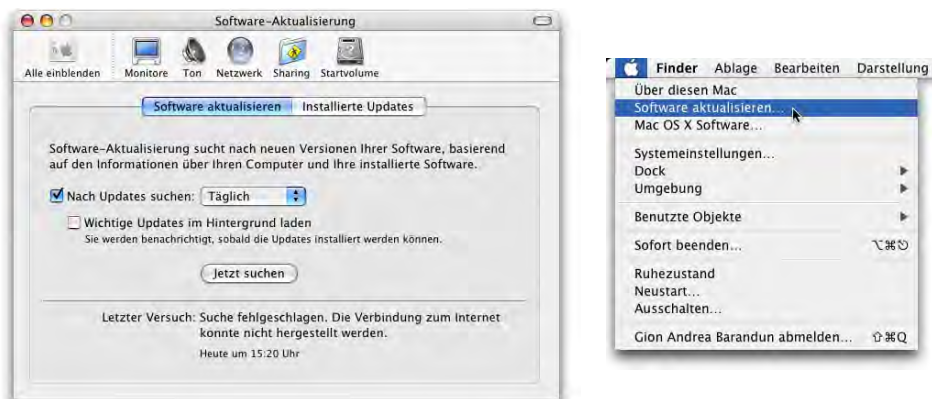 Software-Aktualisierung
Alle einblenden Monitore Ton Netzwerk Sharing Startvolume
Software aktualisieren Installierte Updates
Software-Aktualisierung sucht nach neuen Versionen Ihrer Software, basierend
auf den Informationen über Ihren Computer und Ihre installierte Software.
Nach Updates suchen: Täglich
Wichtige Updates im Hintergrund laden
Sie werden benachrichtigt, sobald die Updates installiert werden können.
Jetzt suchen
Letzter Versuch: Suche fehlgeschlagen. Die Verbindung zum Internet
konnte nicht hergestellt werden.
Heute um 15:20 Uhr
Finder Ablage Bearbeiten Darstellung
Über diesen Mac
Software aktualisieren...
Mac OS X Software...
Systemeinstellungen...
Dock
Umgebung
Benutzte Objekte
Sofort beenden... ⌥⌘⎋
Ruhezustand
Neustart...
Ausschalten...
Gion Andrea Barandun abmelden... ⇧⌘Q